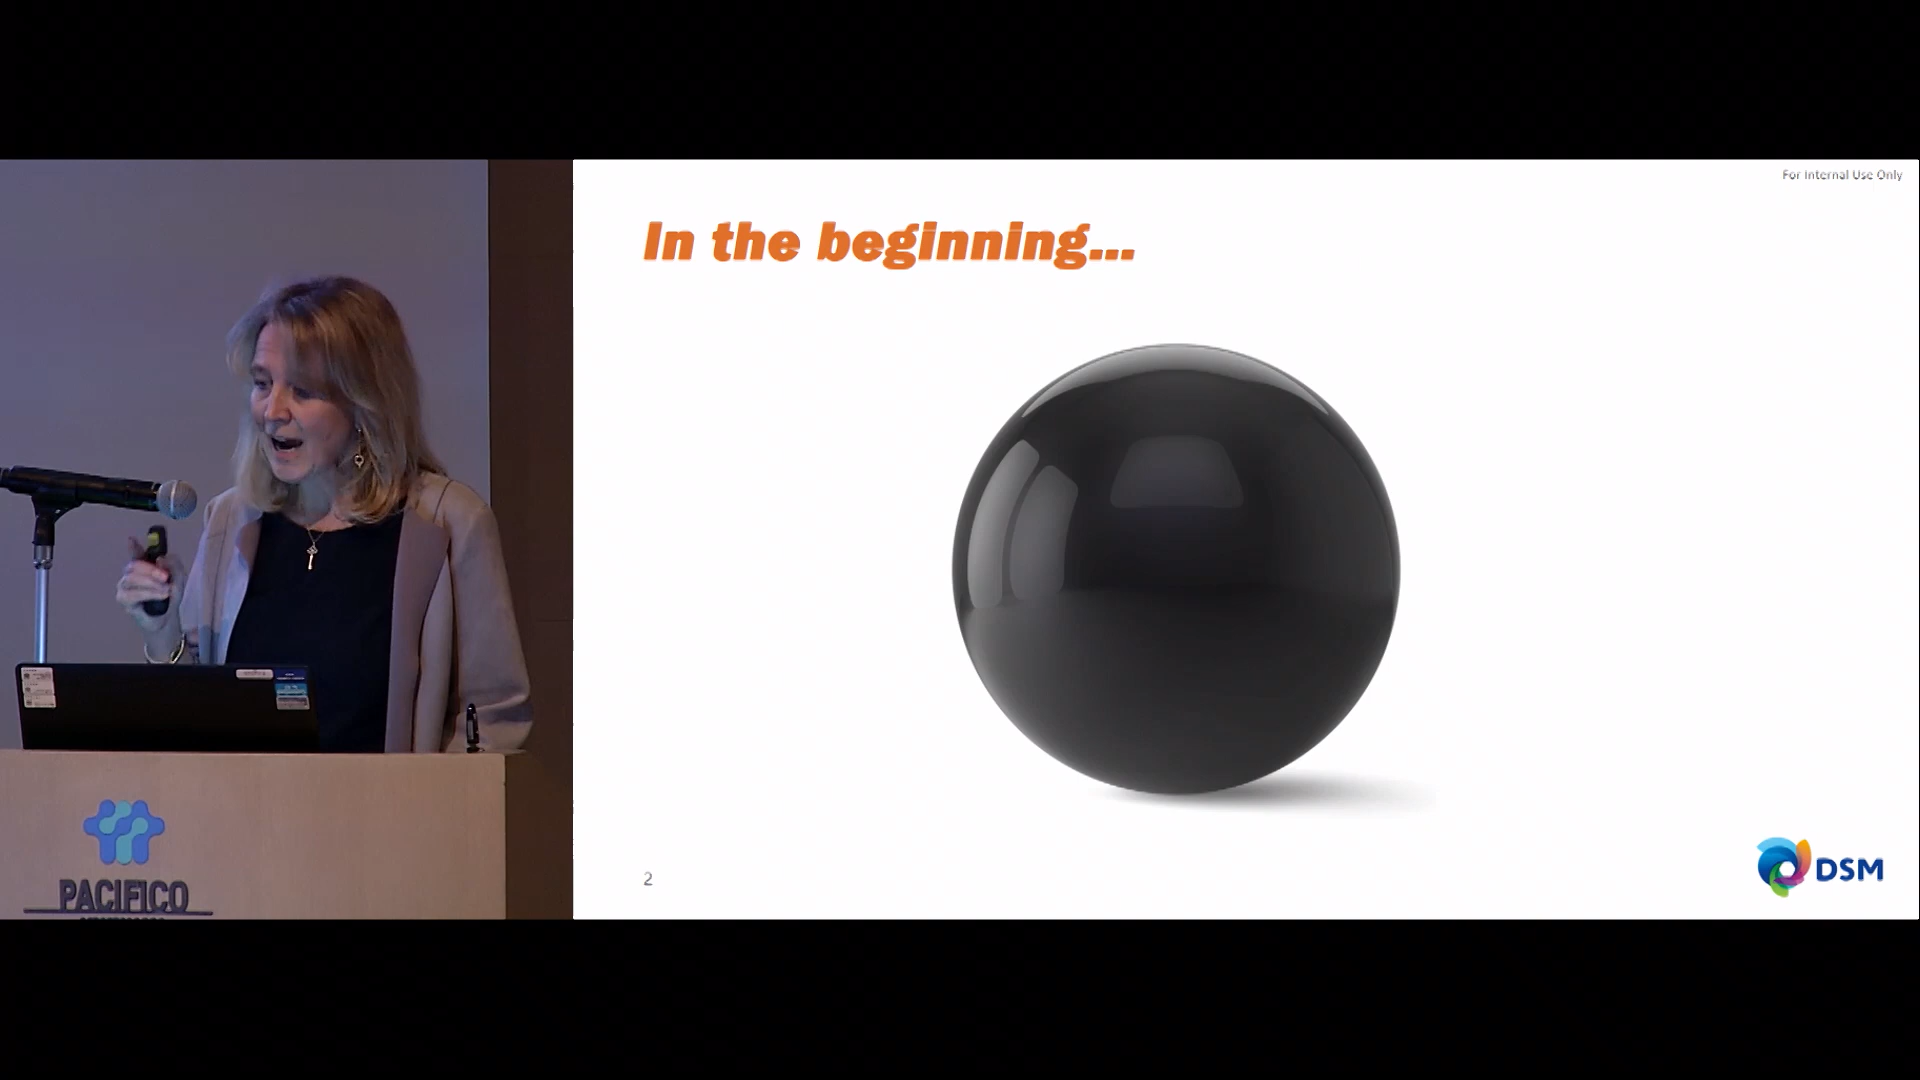 For Internal Use Only
In the beginning...
2
DSM
PACIFICO